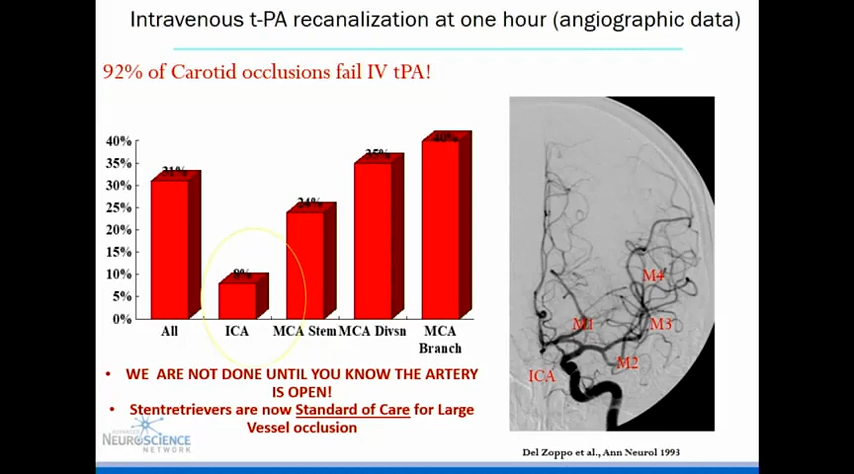 Intravenous t-PA recanalization at one hour (angiographic data)
92% of Carotid occlusions fail IV tPA!
40%
35%
30%
25%
20%
15%
10%
5%
0%
31%
8%
24%
35%
40%
All
ICA
MCA Stem
MCA Divsn
MCA
Branch
• WE ARE NOT DONE UNTIL YOU KNOW THE ARTERY
IS OPEN!
• Stentretrievers are now Standard of Care for Large
Vessel occlusion
ADVANCED
NEUROSCIENCE
NETWORK
M4
M1
M3
M2
ICA
Del Zoppo et al., Ann Neurol 1993